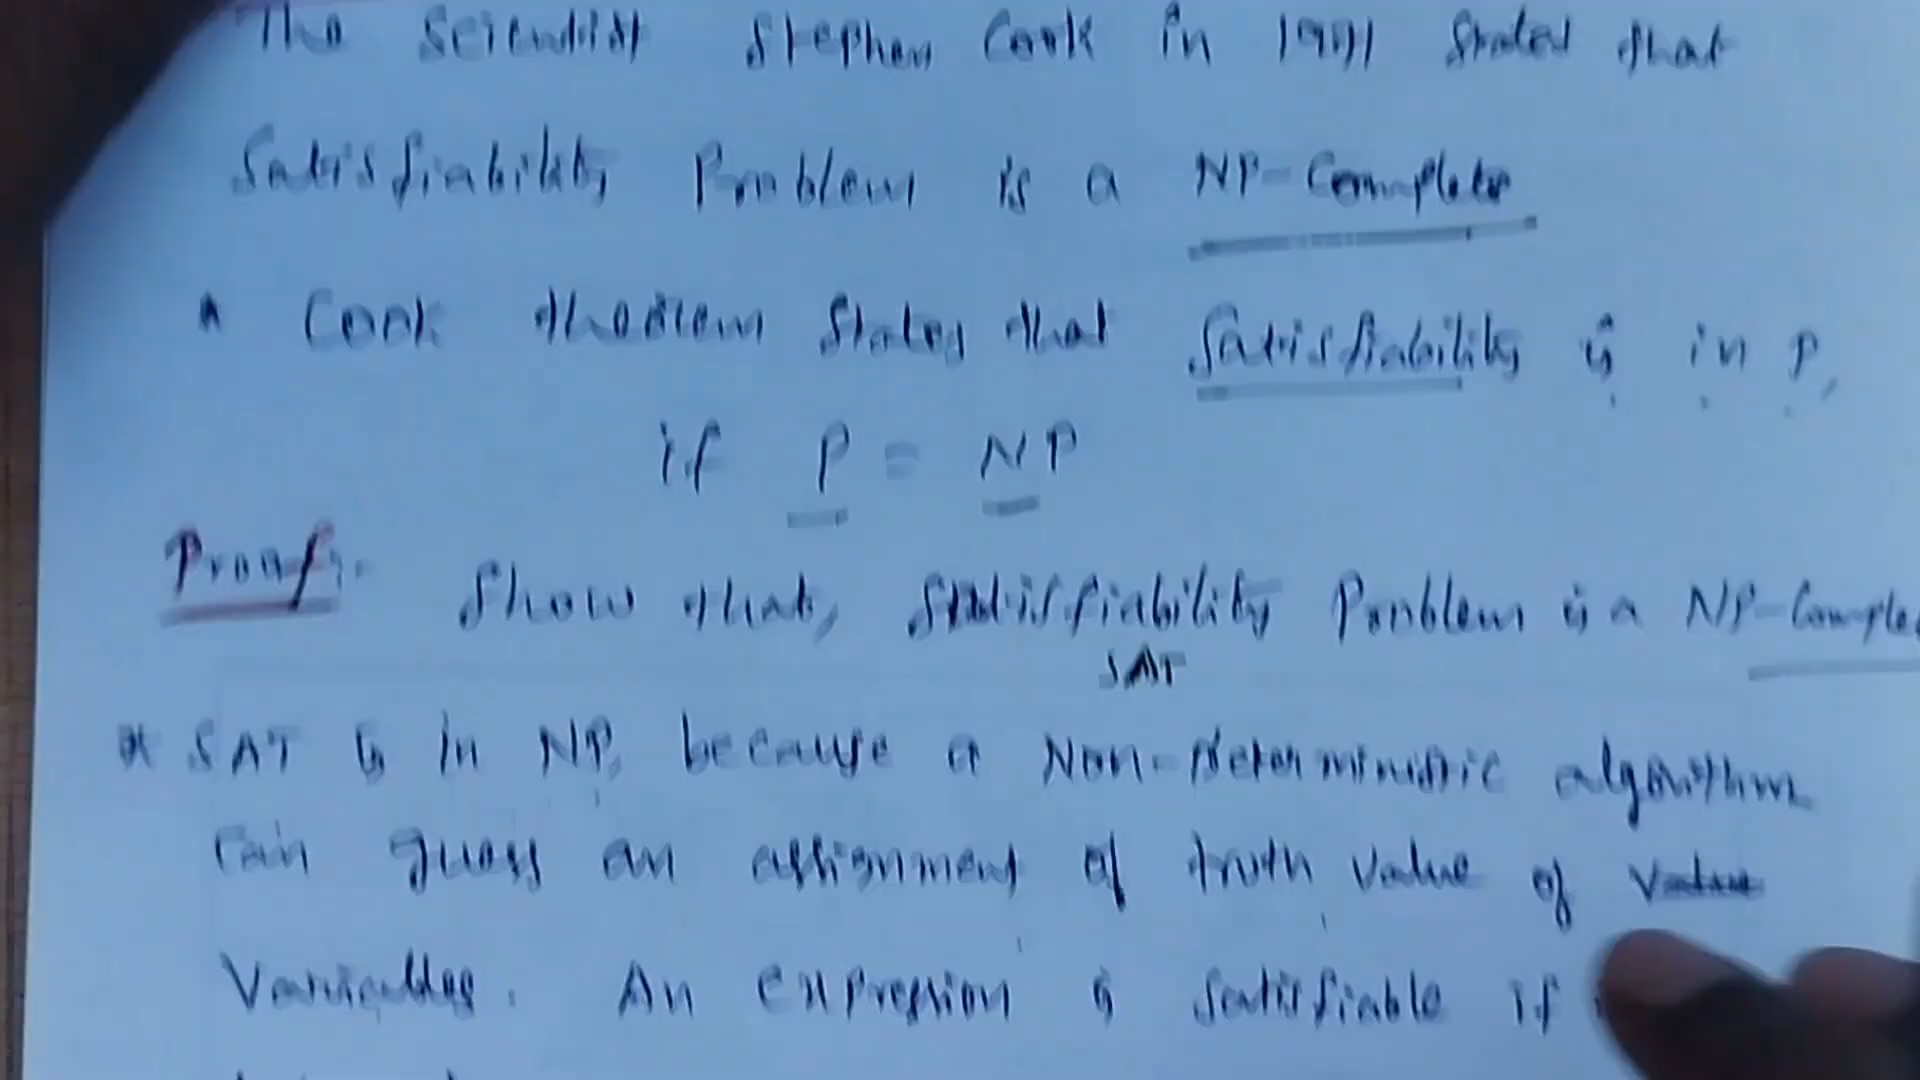 The Scientist Stephen Cook in 1971 stated that
Satisfiability Problem is a NP-Complete
* Cook theorem states that Satisfiability is in P,
if P = NP
Proof:- Show that, Satisfiability Problem is a NP-Comple
SAT
* SAT is in NP, because a Non-Deterministic algorithm
can guess an assignment of truth value of
Variables. An expression is satisfiable if